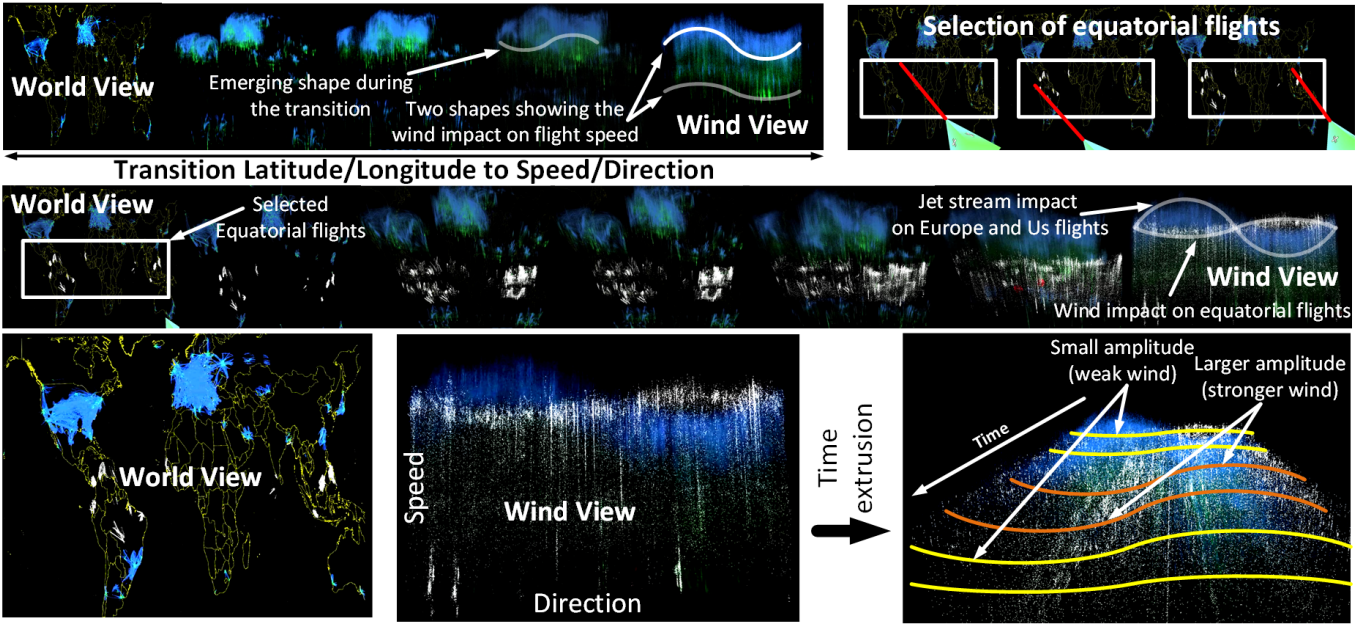 World View
Emerging shape during
the transition
Two shapes showing the
wind impact on flight speed
Wind View
Selection of equatorial flights
Transition Latitude/Longitude to Speed/Direction
World View
Selected
Equatorial flights
Jet stream impact
on Europe and Us flights
Wind View
Wind impact on equatorial flights
World View
Speed
Wind View
Direction
Time
extrusion
Small amplitude
(weak wind)
Larger amplitude
(stronger wind)
Time